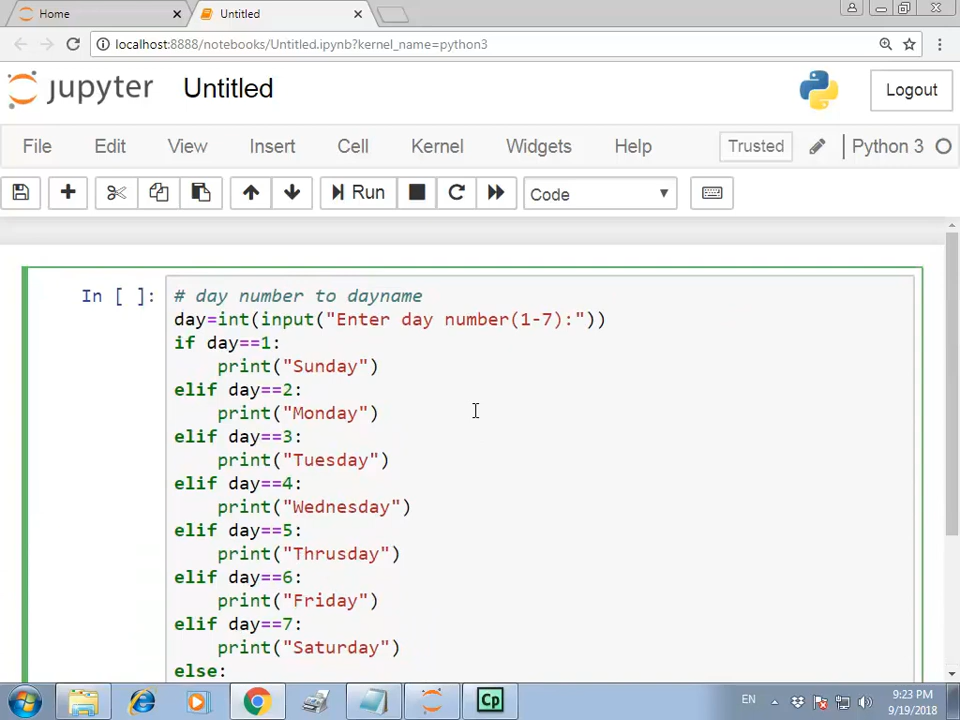 Home
Untitled
localhost:8888/notebooks/Untitled.ipynb?kernel_name=python3
jupyter Untitled
Logout
File Edit View Insert Cell Kernel Widgets Help Trusted Python 3
Run Code
In [ ]:
# day number to dayname
day=int(input("Enter day number(1-7):"))
if day==1:
    print("Sunday")
elif day==2:
    print("Monday")
elif day==3:
    print("Tuesday")
elif day==4:
    print("Wednesday")
elif day==5:
    print("Thrusday")
elif day==6:
    print("Friday")
elif day==7:
    print("Saturday")
else:
Cp
EN
9:23 PM
9/19/2018